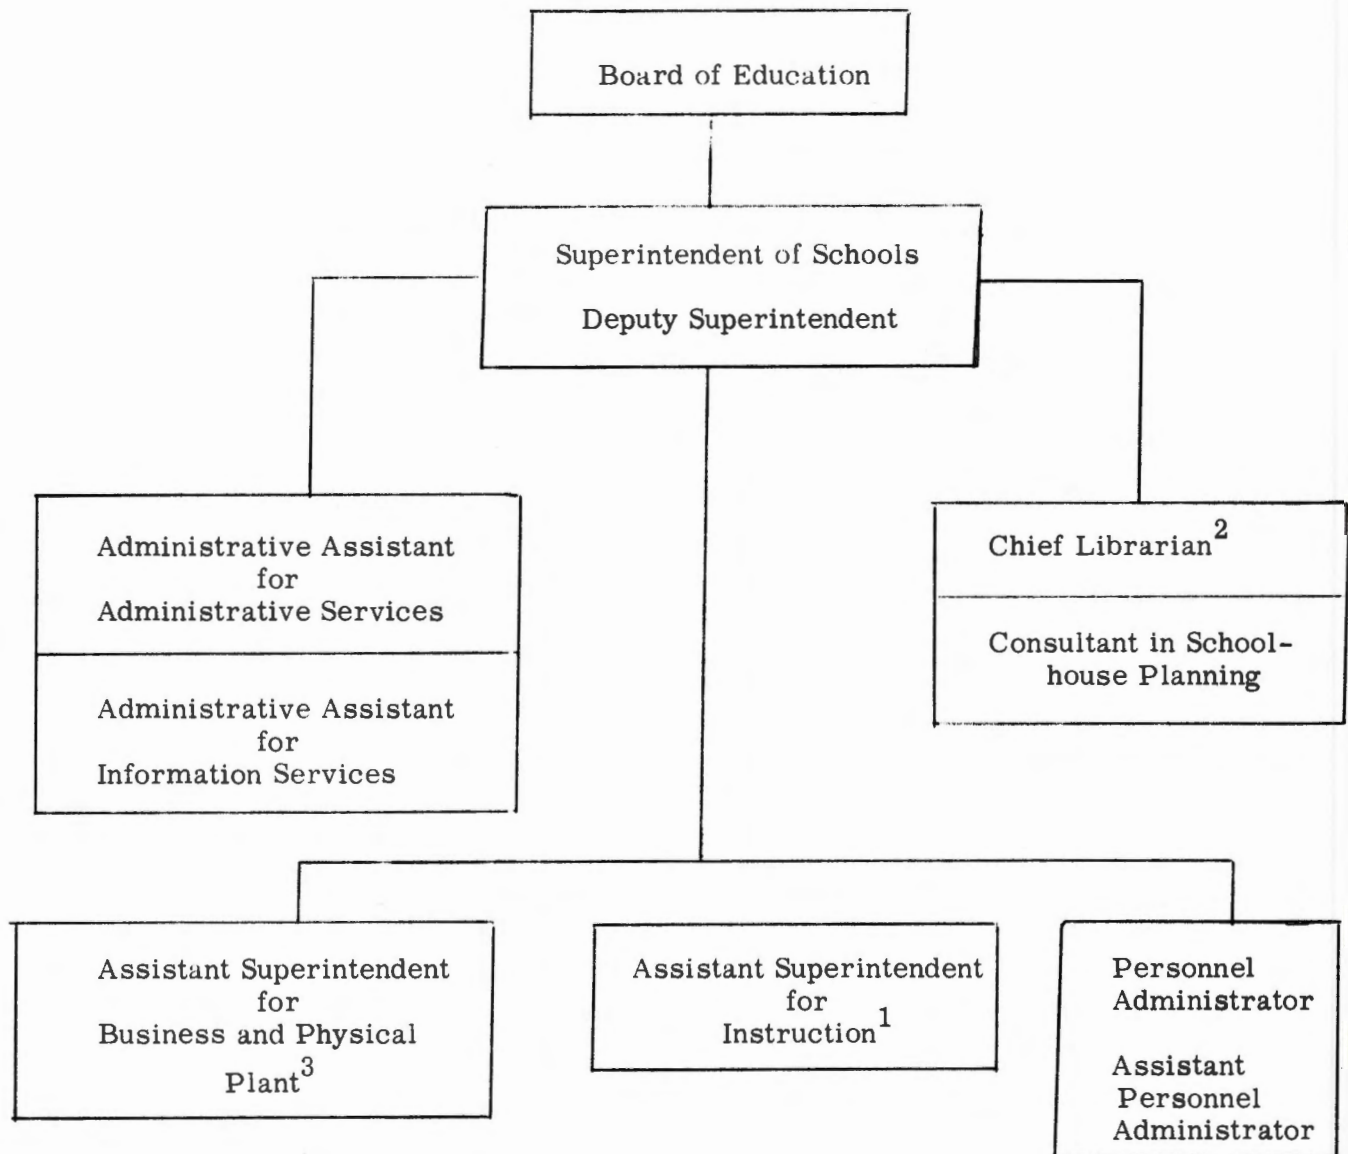 Board of Education
Superintendent of Schools
Deputy Superintendent
Administrative Assistant
for
Administrative Services
Administrative Assistant
for
Information Services
Chief Librarian²
Consultant in School-
house Planning
Assistant Superintendent
for
Business and Physical
Plant³
Assistant Superintendent
for
Instruction¹
Personnel
Administrator
Assistant
Personnel
Administrator